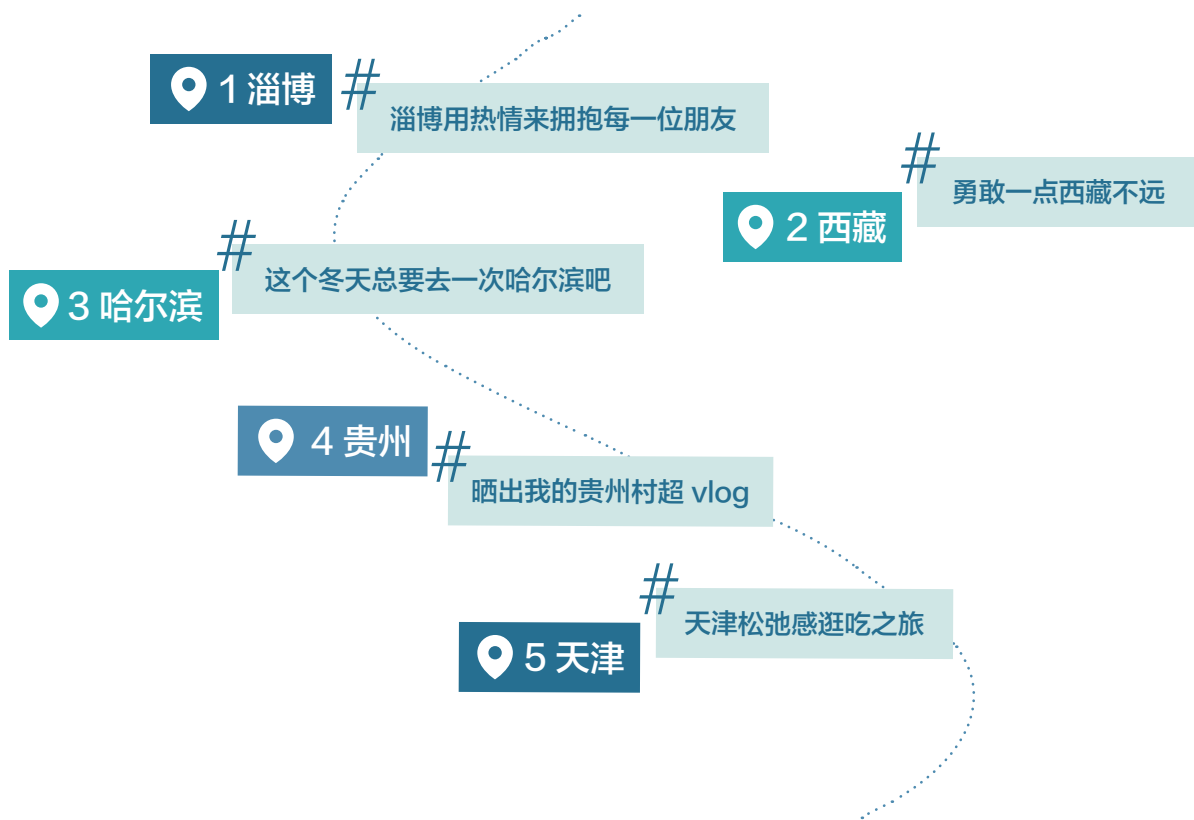 1 淄博
# 淄博用热情来拥抱每一位朋友
2 西藏
# 勇敢一点西藏不远
3 哈尔滨
# 这个冬天总要去一次哈尔滨吧
4 贵州
# 晒出我的贵州村超 vlog
5 天津
# 天津松弛感逛吃之旅